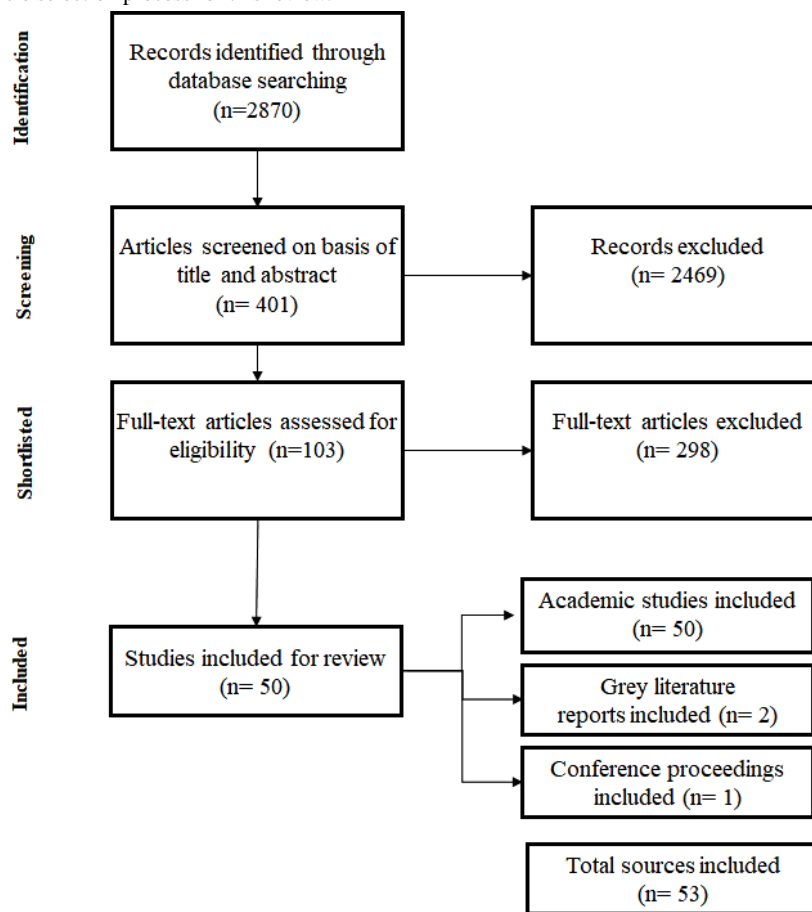 Identification
Records identified through
database searching
(n=2870)
Screening
Articles screened on basis of
title and abstract
(n= 401)
Records excluded
(n= 2469)
Shortlisted
Full-text articles assessed for
eligibility (n=103)
Full-text articles excluded
(n= 298)
Included
Studies included for review
(n= 50)
Academic studies included
(n= 50)
Grey literature
reports included (n= 2)
Conference proceedings
included (n= 1)
Total sources included
(n= 53)